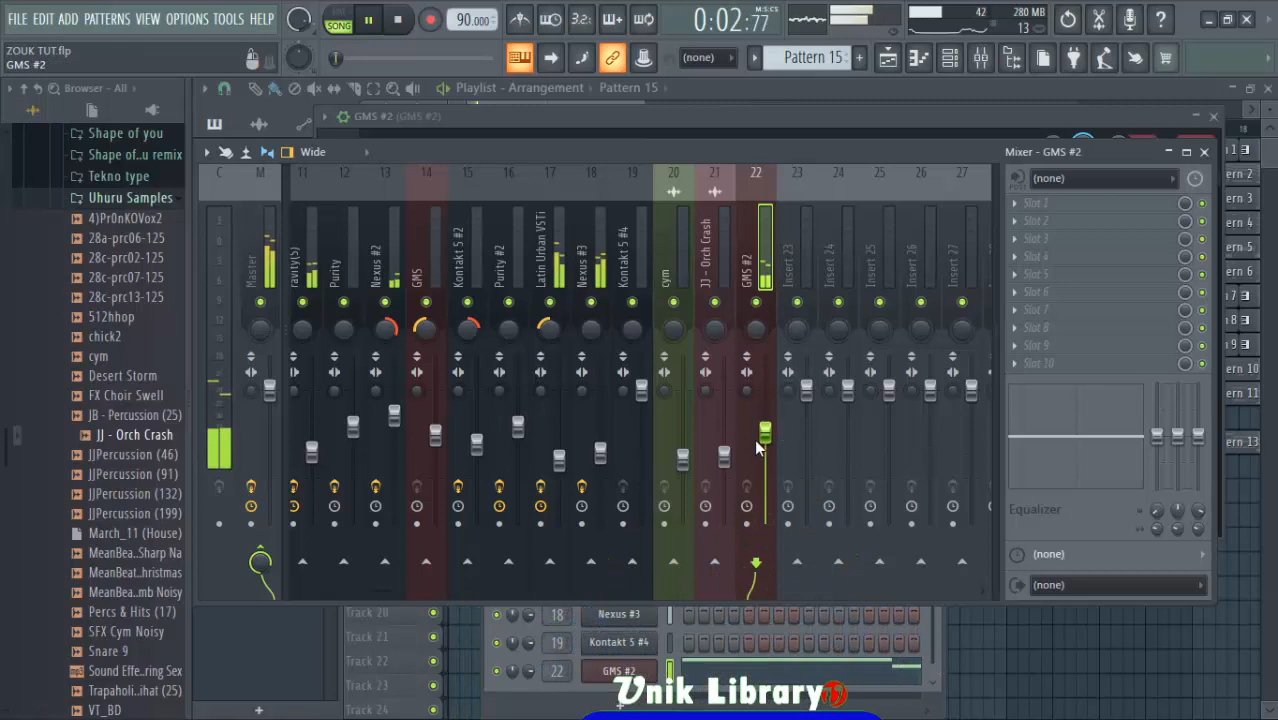 FILE EDIT ADD PATTERNS VIEW OPTIONS TOOLS HELP
SONG
90.000
3.2:
0:02:77
M:S:CS
42
280 MB
13
ZOUK TUT.flp
GMS #2
(none)
Pattern 15
Browser - All
Playlist - Arrangement
Pattern 15
Shape of you
Shape of..u remix
Tekno type
Uhuru Samples
4)Pr0nKOVox2
28a-prc06-125
28c-prc02-125
28c-prc07-125
28c-prc13-125
512hhop
chick2
cym
Desert Storm
FX Choir Swell
JB - Percussion (25)
JJ - Orch Crash
JJPercussion (46)
JJPercussion (91)
JJPercussion (132)
JJPercussion (199)
March_11 (House)
MeanBea...Sharp Na
MeanBeat...hristmas
MeanBea...mb Noisy
Percs & Hits (17)
SFX Cym Noisy
Snare 9
Sound Effe...ring Sex
Trapaholi...ihat (25)
VT_BD
GMS #2 (GMS #2)
Wide
Mixer - GMS #2
C M 11 12 13 14 15 16 17 18 19 20 21 22 23 24 25 26 27
Master
ravity(5)
Purity
Nexus #2
GMS
Kontakt 5 #2
Purity #2
Latin Urban VSTi
Nexus #3
Kontakt 5 #4
cym
JJ - Orch Crash
GMS #2
Insert 23
Insert 24
Insert 25
Insert 26
Insert 27
(none)
Slot 1
Slot 2
Slot 3
Slot 4
Slot 5
Slot 6
Slot 7
Slot 8
Slot 9
Slot 10
Equalizer
(none)
(none)
18
Track 20
Track 21
Track 22
Track 23
Track 24
18 Nexus #3
19 Kontakt 5 #4
22 GMS #2
Unik Library